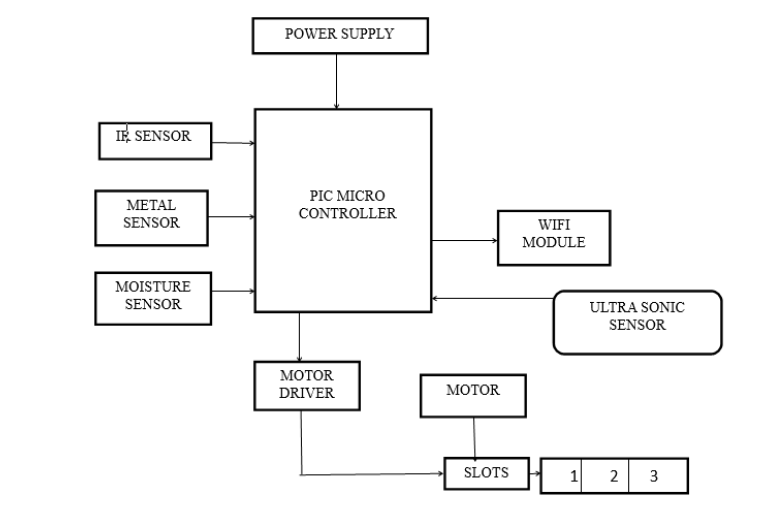 POWER SUPPLY
IR SENSOR
METAL
SENSOR
PIC MICRO
CONTROLLER
WIFI
MODULE
MOISTURE
SENSOR
ULTRA SONIC
SENSOR
MOTOR
DRIVER
MOTOR
SLOTS
1 2 3